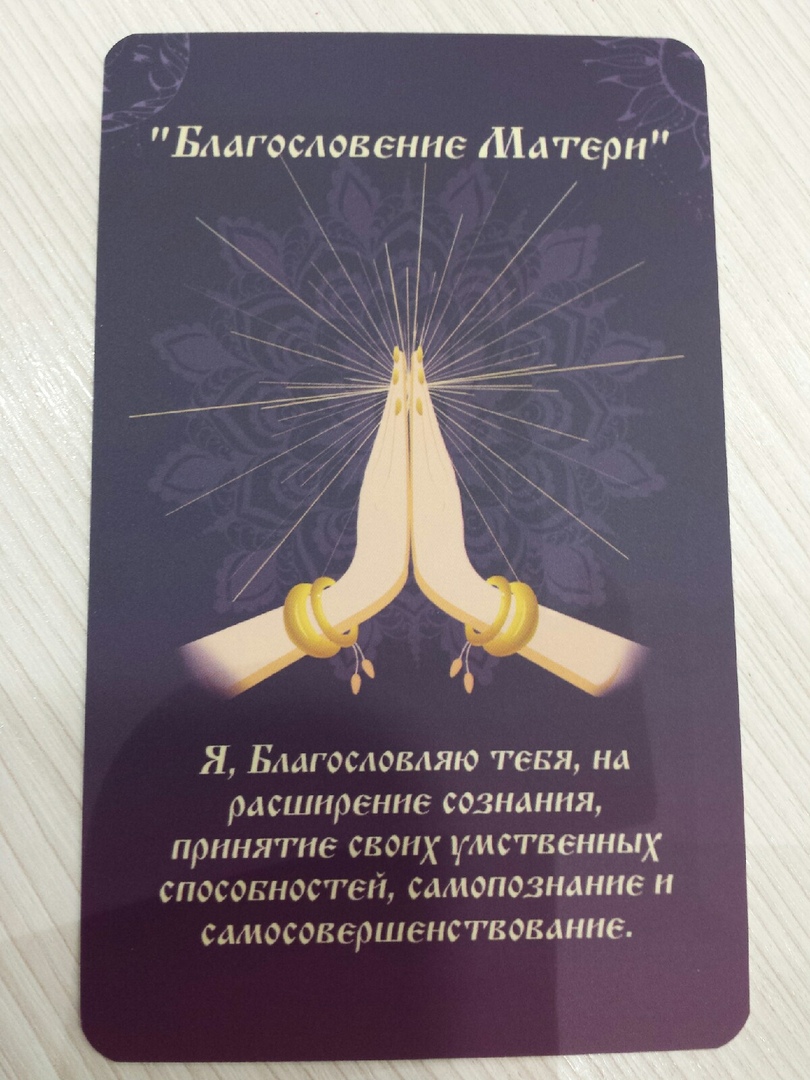 "Благословение Матери"
Я, Благословляю тебя, на
расширение сознания,
принятие своих умственных
способностей, самопознание и
самосовершенствование.